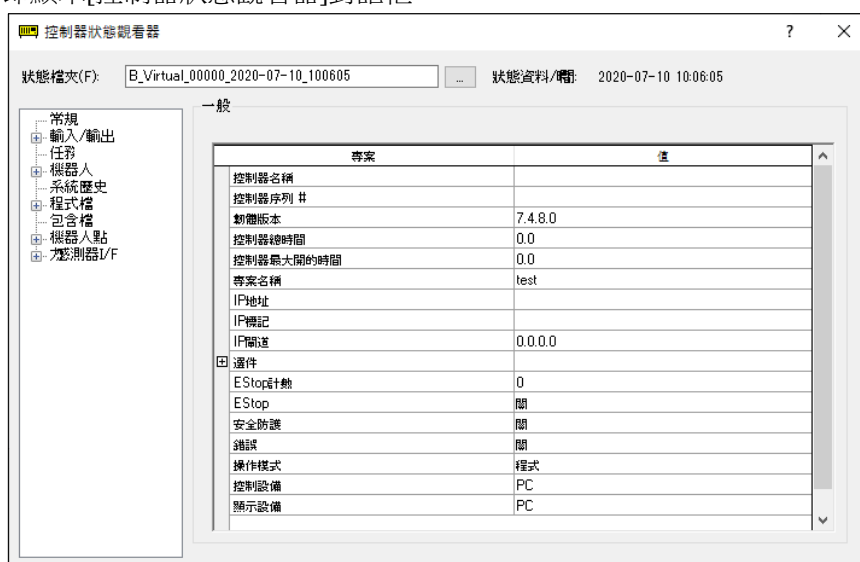 控制器狀態觀看器
? ×
狀態檔夾(F): B_Virtual_00000_2020-07-10_100605 ... 狀態資料/時間: 2020-07-10 10:06:05
常規
輸入/輸出
任務
機器人
系統歷史
程式檔
包含檔
機器人點
力感測器I/F
一般
專案 值
控制器名稱
控制器序列 #
韌體版本 7.4.8.0
控制器總時間 0.0
控制器最大開的時間 0.0
專案名稱 test
IP地址
IP標記
IP閘道 0.0.0.0
選件
EStop計數 0
EStop 關
安全防護 關
錯誤 關
操作模式 程式
控制設備 PC
顯示設備 PC